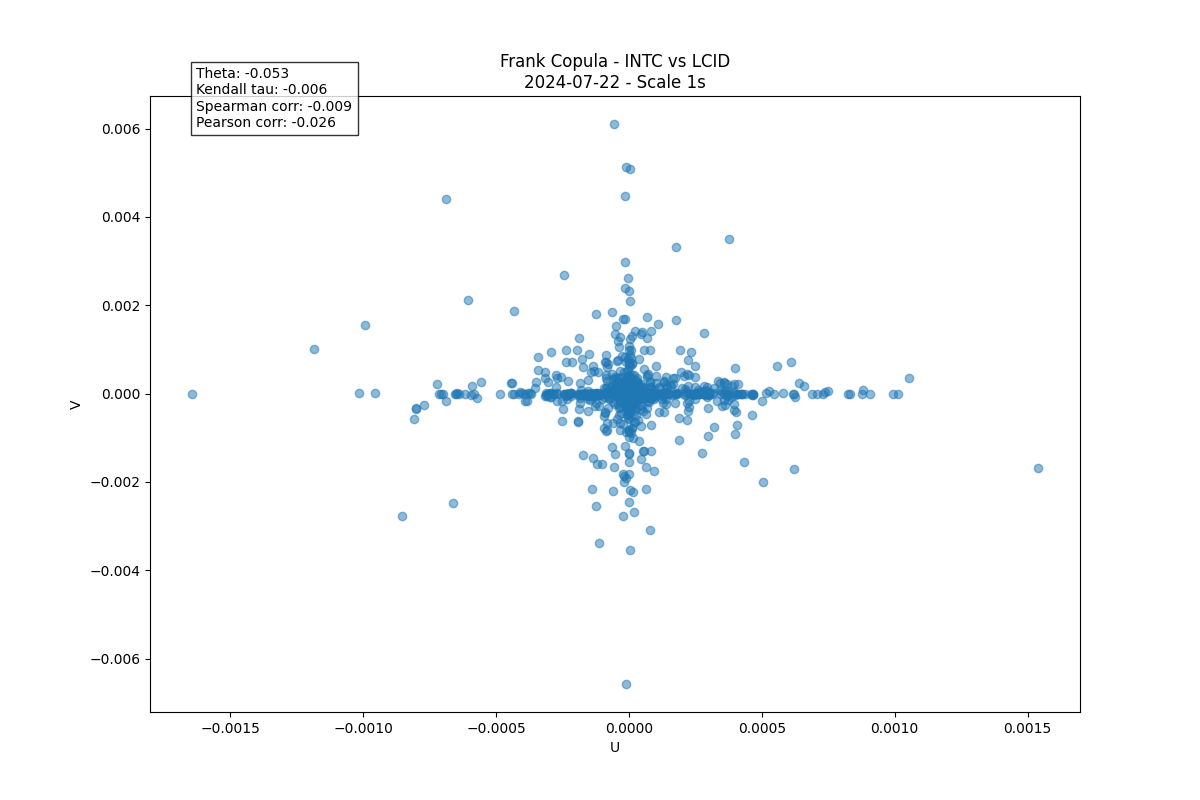 Frank Copula - INTC vs LCID
2024-07-22 - Scale 1s
Theta: -0.053
Kendall tau: -0.006
Spearman corr: -0.009
Pearson corr: -0.026
0.006
0.004
0.002
0.000
−0.002
−0.004
−0.006
V
−0.0015 −0.0010 −0.0005 0.0000 0.0005 0.0010 0.0015
U